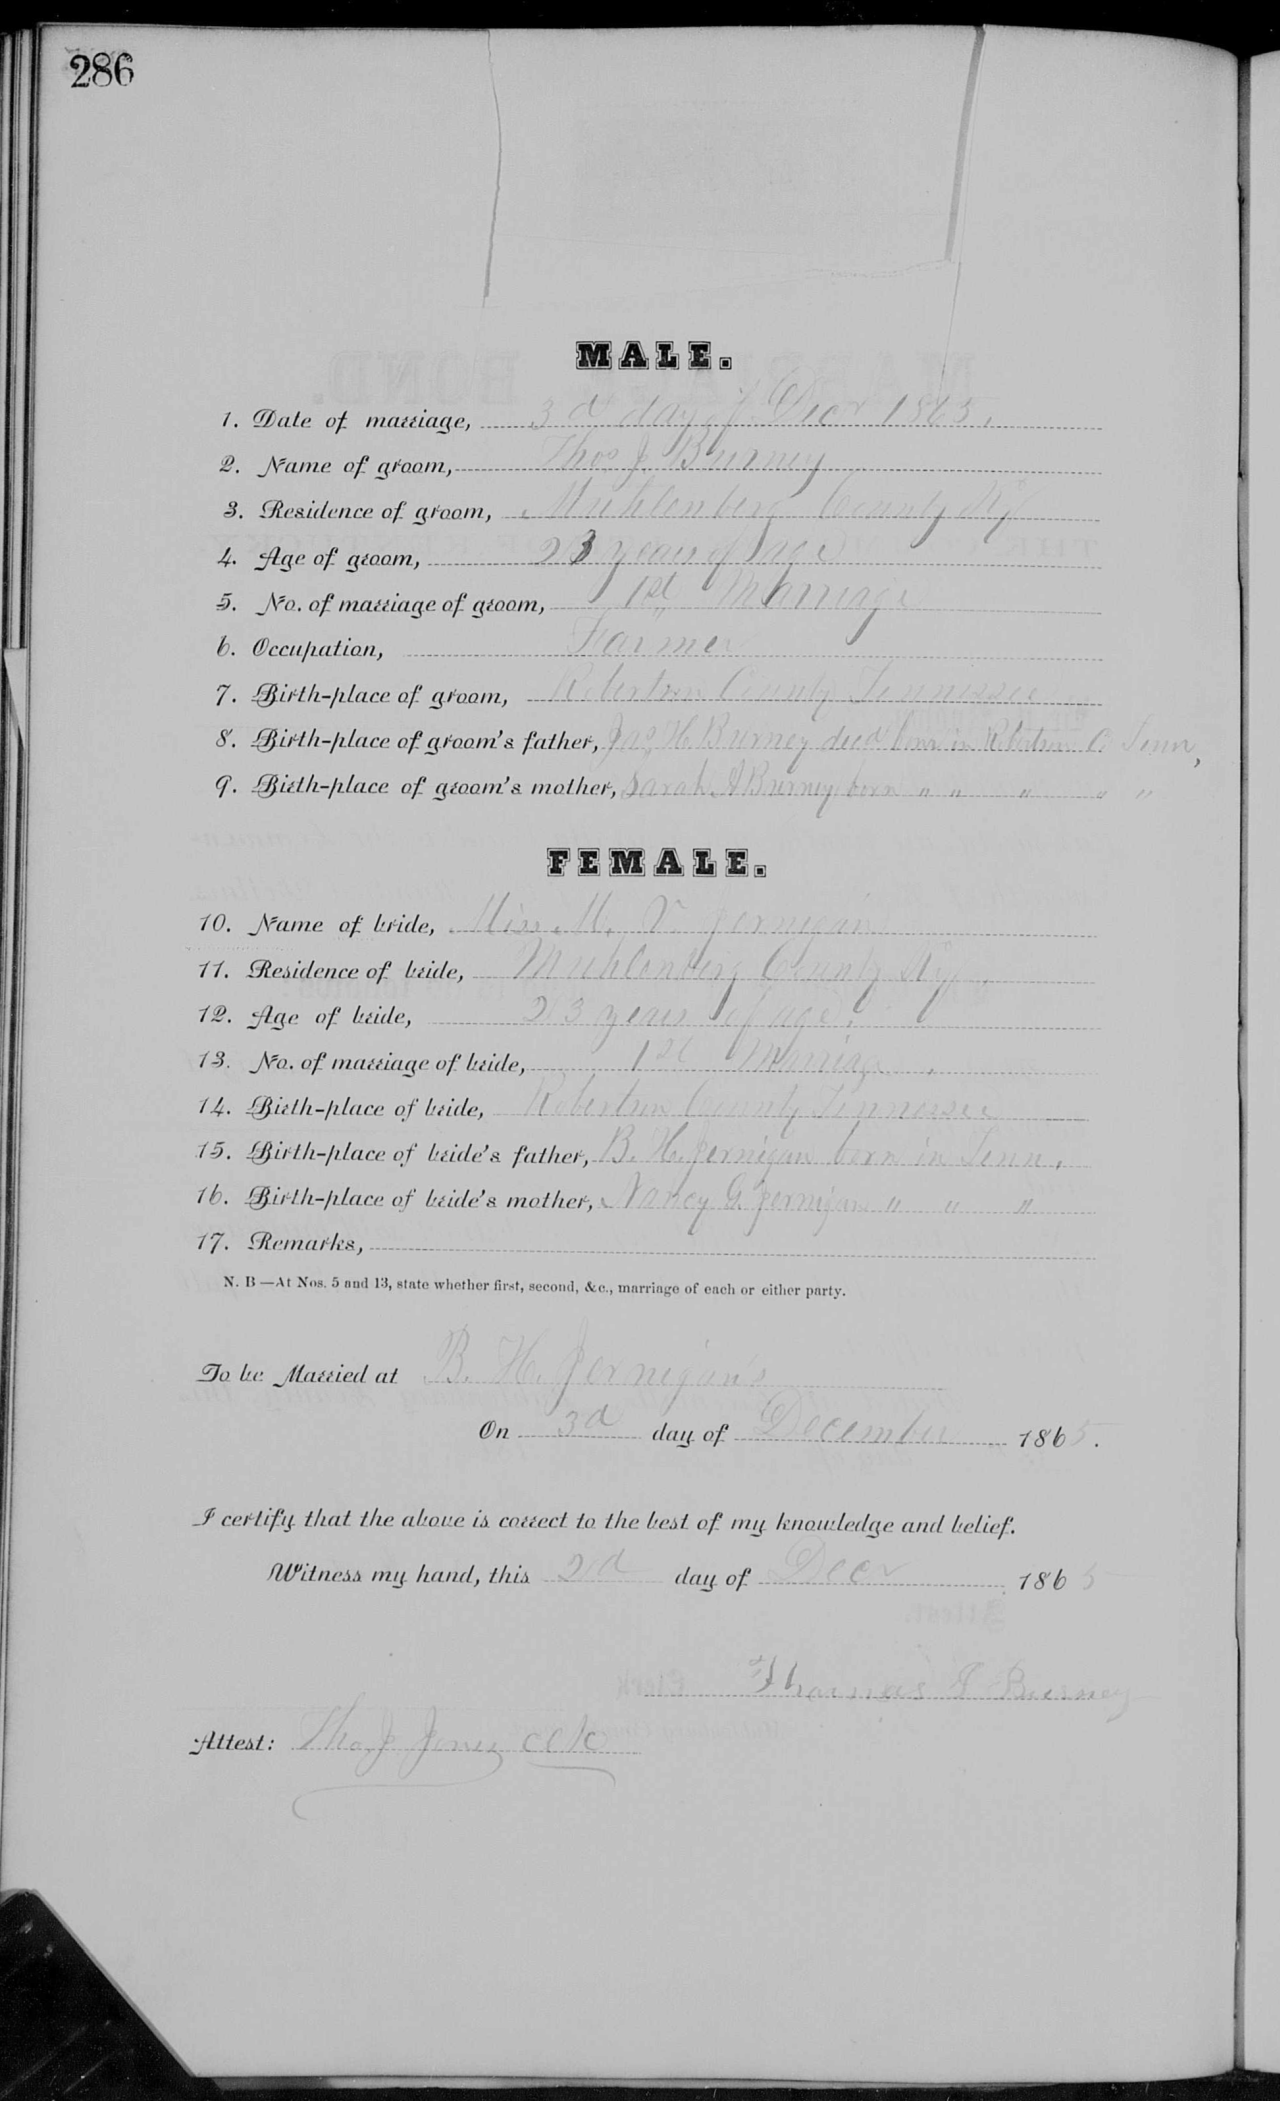 286
MALE.
1. Date of marriage, 3d day of Decr 1865.
2. Name of groom, Thos J. Burney
3. Residence of groom, Muhlenberg County Ky
4. Age of groom, 23 years of age
5. No. of marriage of groom, 1st Marriage
6. Occupation, Farmer
7. Birth-place of groom, Robertson County Tennessee
8. Birth-place of groom's father, Jas H Burney decd born in Robertson C. Tenn,
9. Birth-place of groom's mother, Sarah A Burney born " " " " "
FEMALE.
10. Name of bride, Miss M. V. Jernigan
11. Residence of bride, Muhlenberg County Ky
12. Age of bride, 23 years of age.
13. No. of marriage of bride, 1st Marriage.
14. Birth-place of bride, Robertson County Tennessee
15. Birth-place of bride's father, B. H. Jernigan born in Tenn.
16. Birth-place of bride's mother, Nancy G. Jernigan " " "
17. Remarks,
N. B—At Nos. 5 and 13, state whether first, second, &c., marriage of each or either party.
To be Married at B. H. Jernigan's
On 3d day of December 1865.
I certify that the above is correct to the best of my knowledge and belief.
Witness my hand, this 2d day of Decr 1865
Thomas J Burney
Attest: Tho. J. Jones Clk